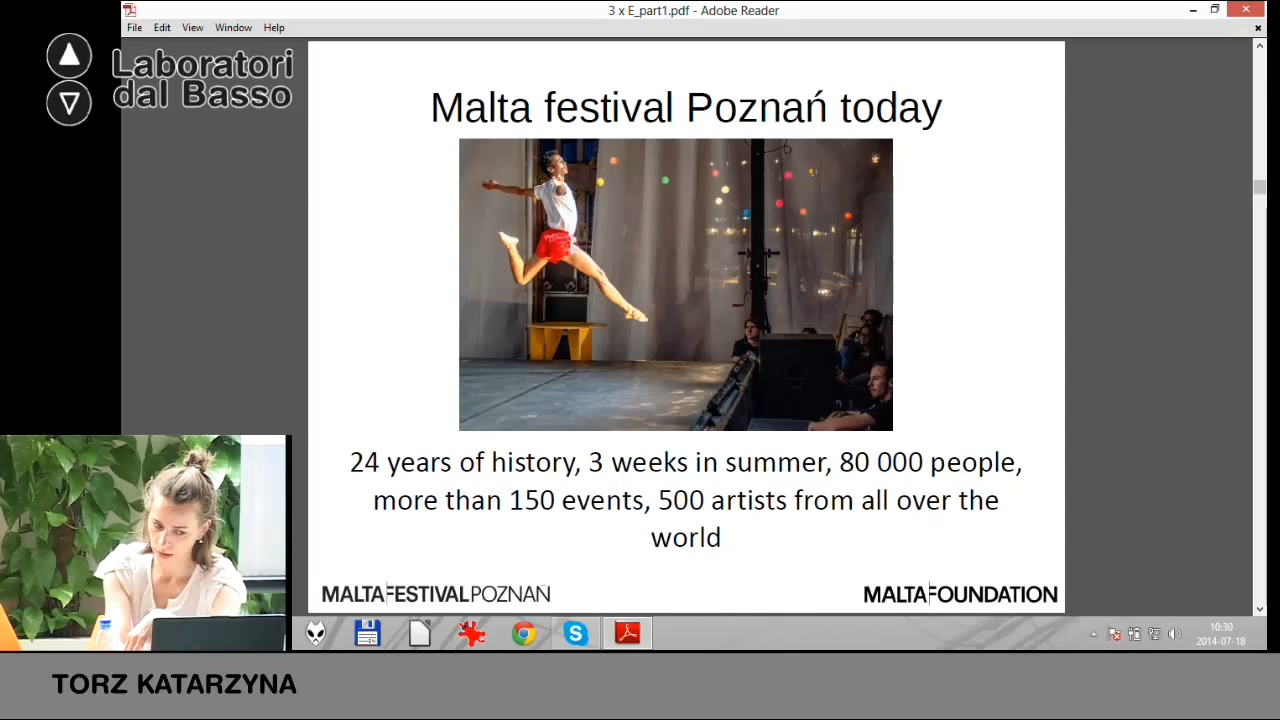 3 x E_part1.pdf - Adobe Reader
File Edit View Window Help
Laboratori
dal Basso
Malta festival Poznań today
24 years of history, 3 weeks in summer, 80 000 people,
more than 150 events, 500 artists from all over the
world
MALTAFESTIVALPOZNAŃ
MALTAFOUNDATION
10:30
2014-07-18
TORZ KATARZYNA